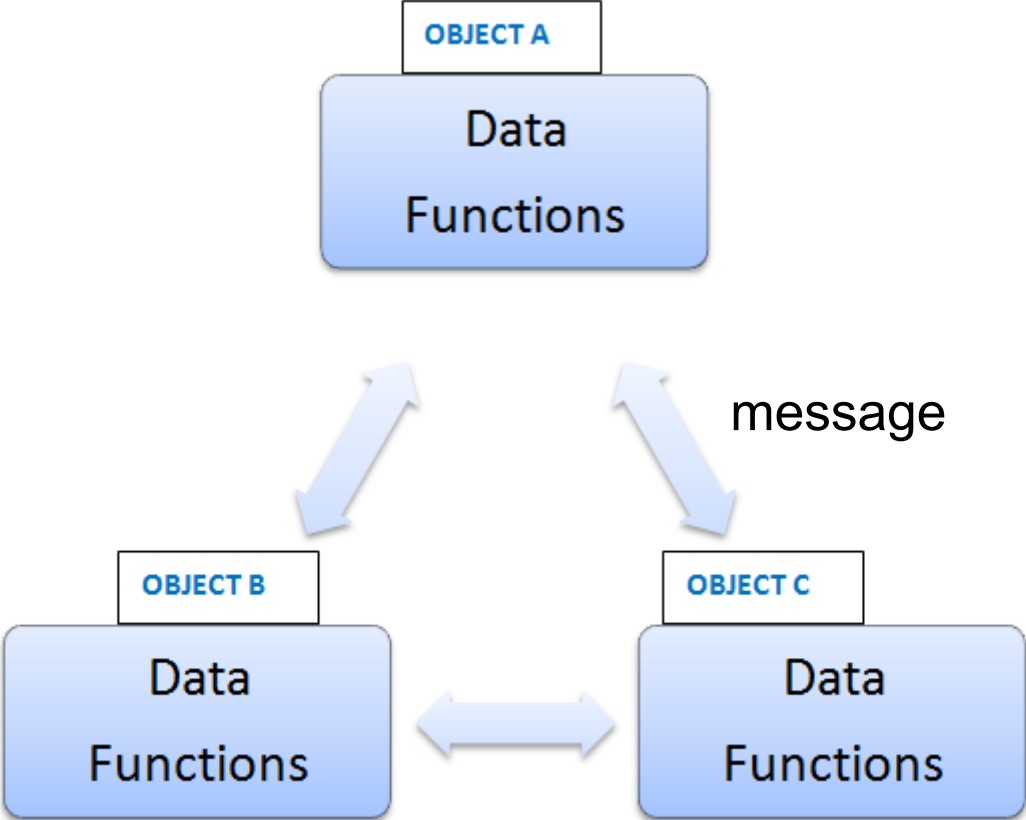 OBJECT A
Data
Functions
message
OBJECT B
Data
Functions
OBJECT C
Data
Functions